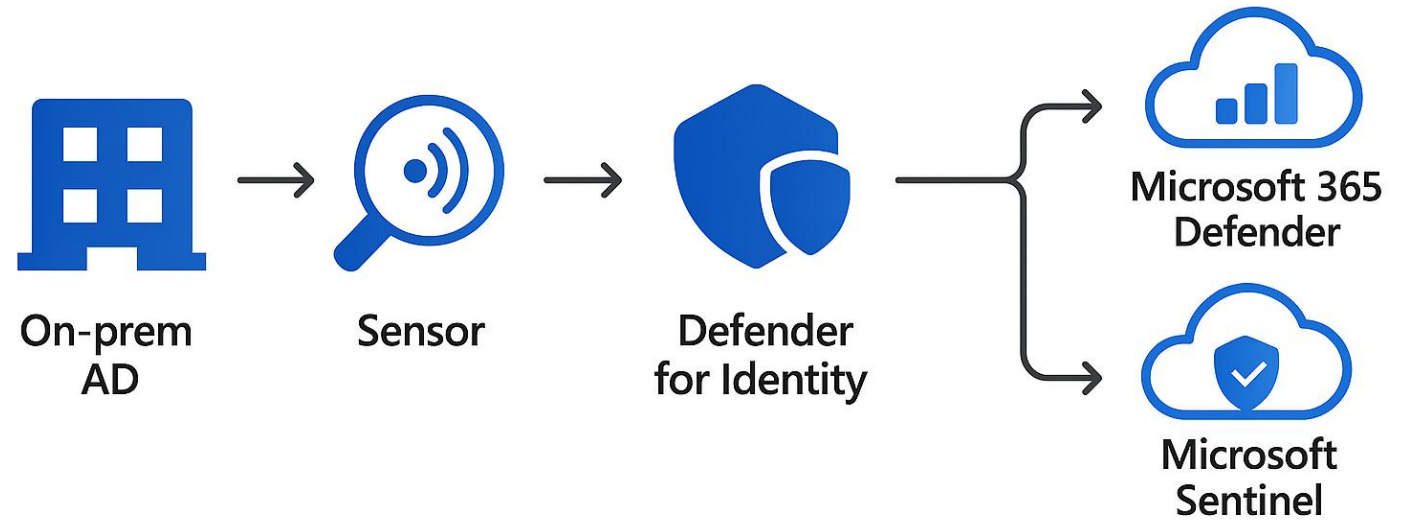 On-prem
AD
Sensor
Defender
for Identity
Microsoft 365
Defender
Microsoft
Sentinel